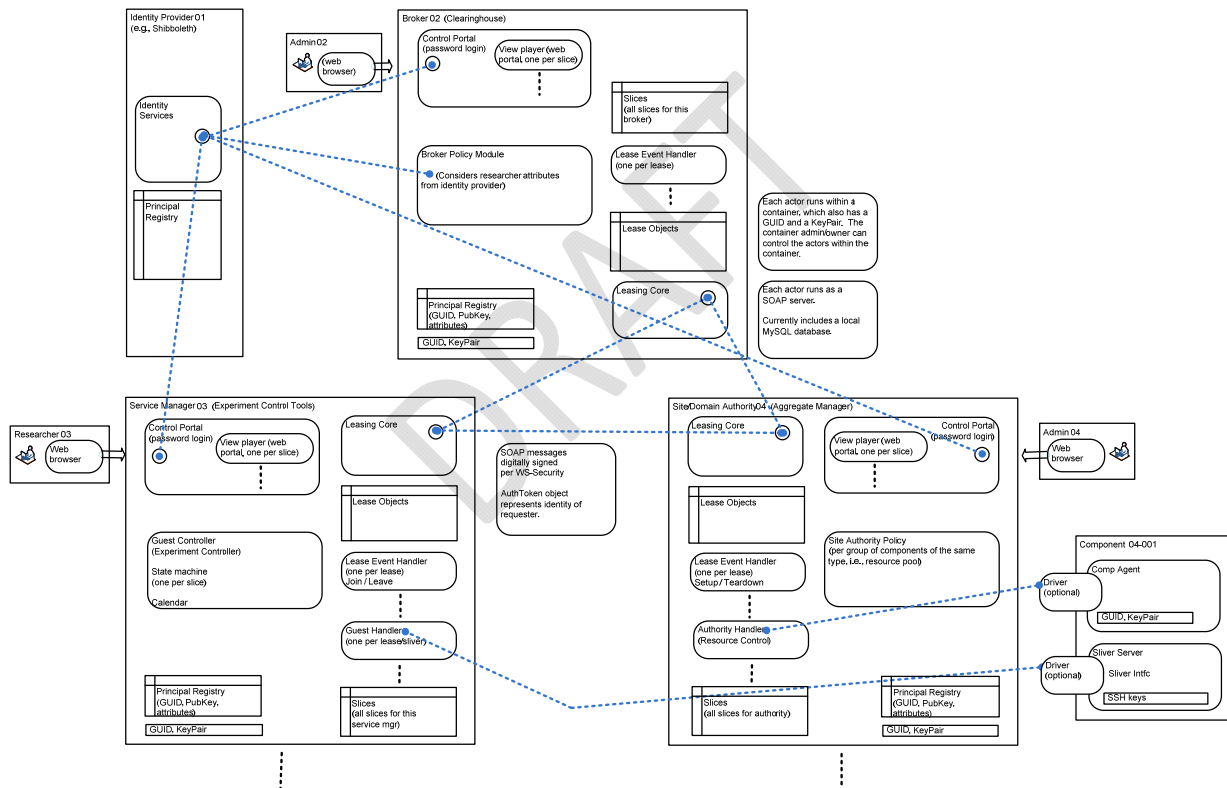 Identity Provider 01
(e.g., Shibboleth)
Identity
Services
Principal
Registry
Admin 02
(web
browser)
Broker 02 (Clearinghouse)
Control Portal
(password login)
View player (web
portal, one per slice)
Slices
(all slices for this
broker)
Broker Policy Module
(Considers researcher attributes
from identity provider)
Lease Event Handler
(one per lease)
Lease Objects
Leasing Core
Principal Registry
(GUID, PubKey,
attributes)
GUID, KeyPair
Each actor runs within a
container, which also has a
GUID and a KeyPair. The
container admin/owner can
control the actors within the
container.
Each actor runs as a
SOAP server.
Currently includes a local
MySQL database.
DRAFT
Researcher 03
Web
browser
Service Manager 03 (Experiment Control Tools)
Control Portal
(password login)
View player (web
portal, one per slice)
Leasing Core
Lease Objects
Guest Controller
(Experiment Controller)
State machine
(one per slice)
Calendar
Lease Event Handler
(one per lease)
Join / Leave
Guest Handler
(one per lease/sliver)
Principal Registry
(GUID, PubKey,
attributes)
GUID, KeyPair
Slices
(all slices for this
service mgr)
SOAP messages
digitally signed
per WS-Security
AuthToken object
represents identity of
requester.
Site/Domain Authority 04 (Aggregate Manager)
Leasing Core
View player (web
portal, one per slice)
Control Portal
(password login)
Lease Objects
Lease Event Handler
(one per lease)
Setup / Teardown
Site Authority Policy
(per group of components of the same
type, i.e., resource pool)
Authority Handler
(Resource Control)
Slices
(all slices for authority)
Principal Registry
(GUID, PubKey,
attributes)
GUID, KeyPair
Admin 04
Web
browser
Component 04-001
Comp Agent
Driver
(optional)
GUID, KeyPair
Sliver Server
Driver
(optional)
Sliver Intfc
SSH keys